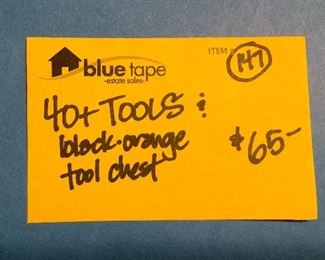 blue tape
-estate sales-
ITEM #
147
40+ TOOLS &
black-orange
tool chest
$65-